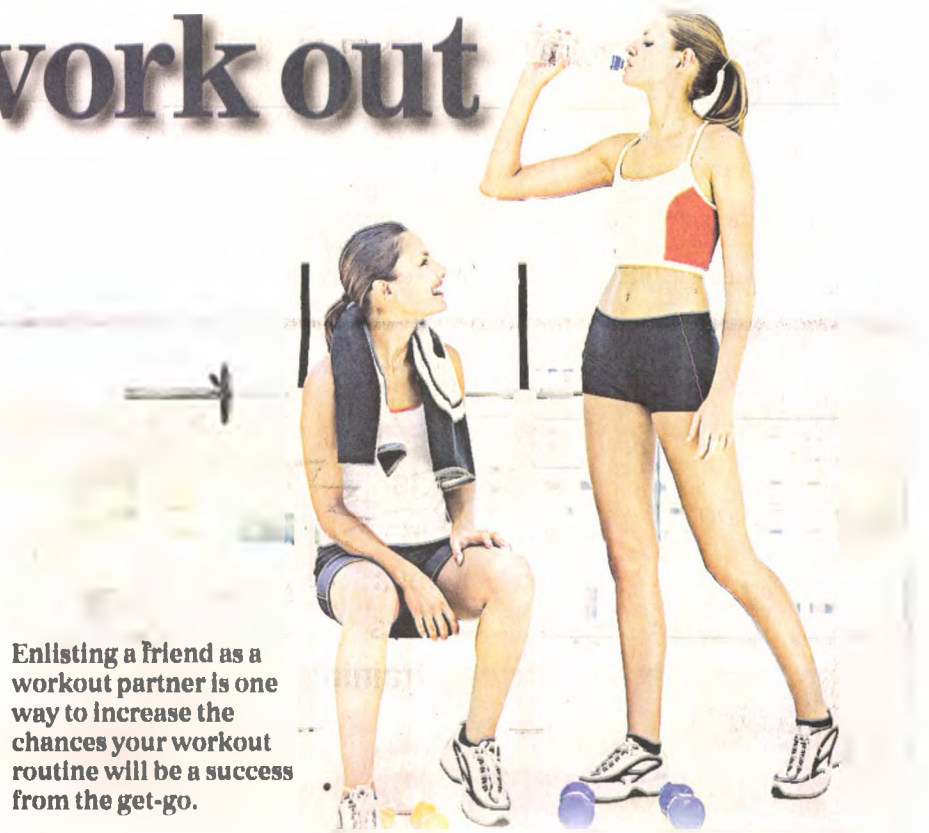 work out
Enlisting a friend as a
workout partner is one
way to increase the
chances your workout
routine will be a success
from the get-go.